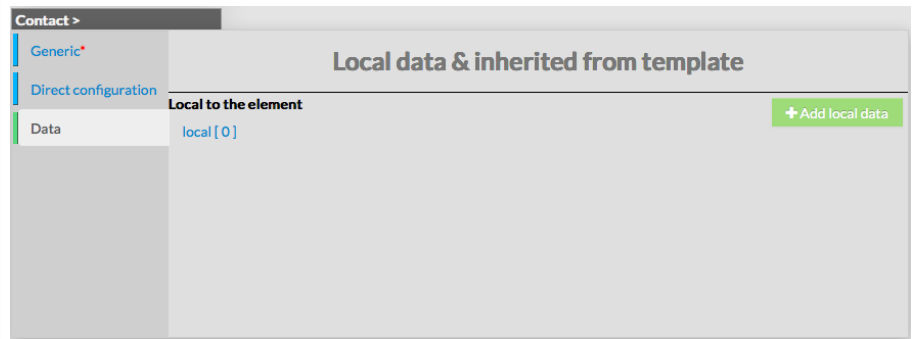 Contact >
Generic*
Direct configuration
Data
Local data & inherited from template
Local to the element
+ Add local data
local [ 0 ]